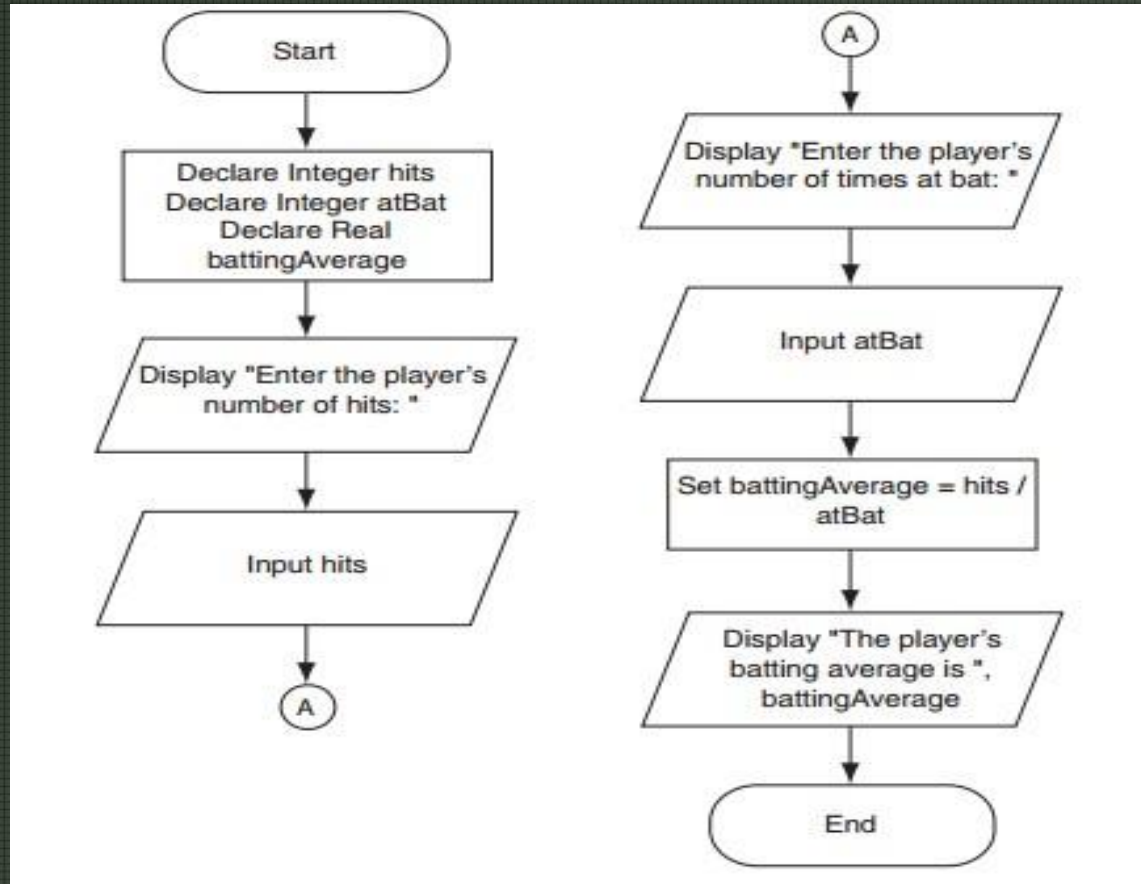 Start
Declare Integer hits
Declare Integer atBat
Declare Real
battingAverage
Display "Enter the player's
number of hits: "
Input hits
A
A
Display "Enter the player's
number of times at bat: "
Input atBat
Set battingAverage = hits /
atBat
Display "The player's
batting average is ",
battingAverage
End